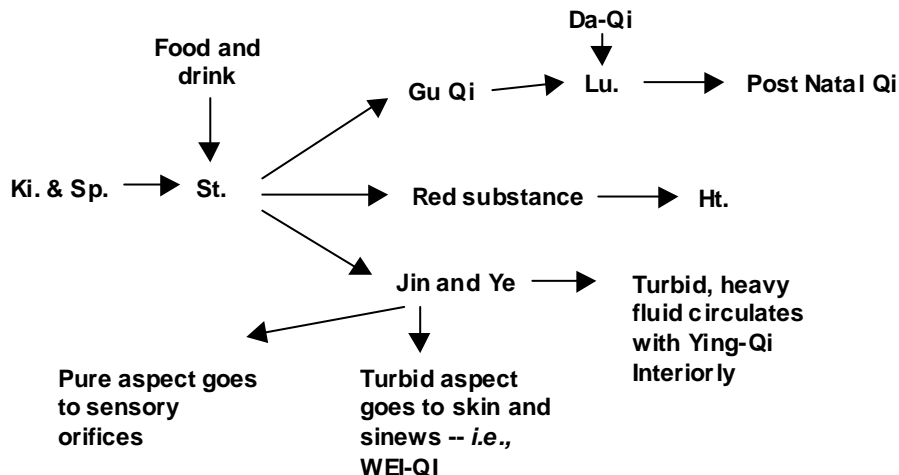 Da-Qi
Food and
drink
Gu Qi
Lu.
Post Natal Qi
Ki. & Sp.
St.
Red substance
Ht.
Jin and Ye
Turbid, heavy
fluid circulates
with Ying-Qi
Interiorly
Pure aspect goes
to sensory
orifices
Turbid aspect
goes to skin and
sinews -- i.e.,
WEI-QI